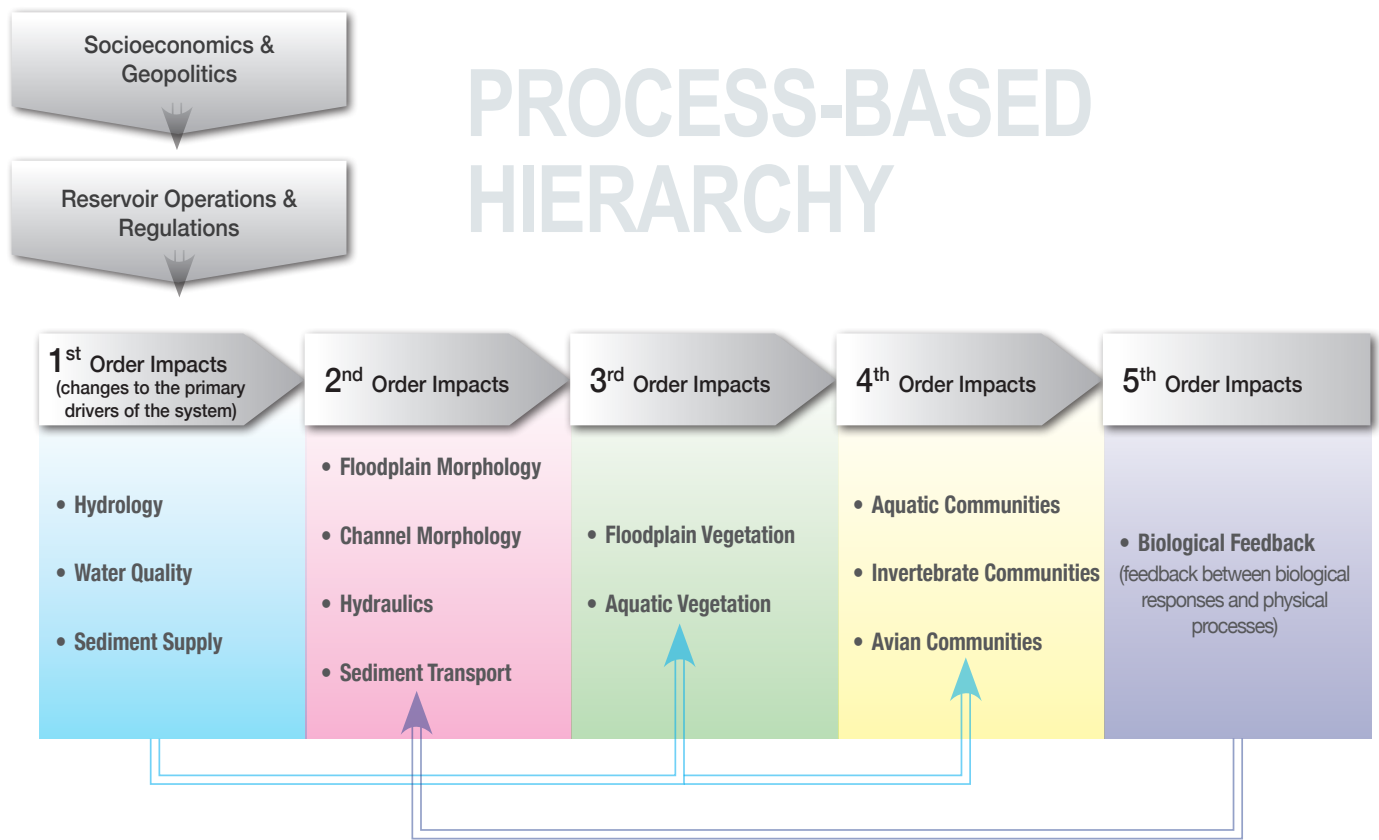 Socioeconomics &
Geopolitics
PROCESS-BASED
HIERARCHY
Reservoir Operations &
Regulations
1st Order Impacts
(changes to the primary
drivers of the system)
2nd Order Impacts
3rd Order Impacts
4th Order Impacts
5th Order Impacts
• Hydrology
• Water Quality
• Sediment Supply
• Floodplain Morphology
• Channel Morphology
• Hydraulics
• Sediment Transport
• Floodplain Vegetation
• Aquatic Vegetation
• Aquatic Communities
• Invertebrate Communities
• Avian Communities
• Biological Feedback
(feedback between biological
responses and physical
processes)